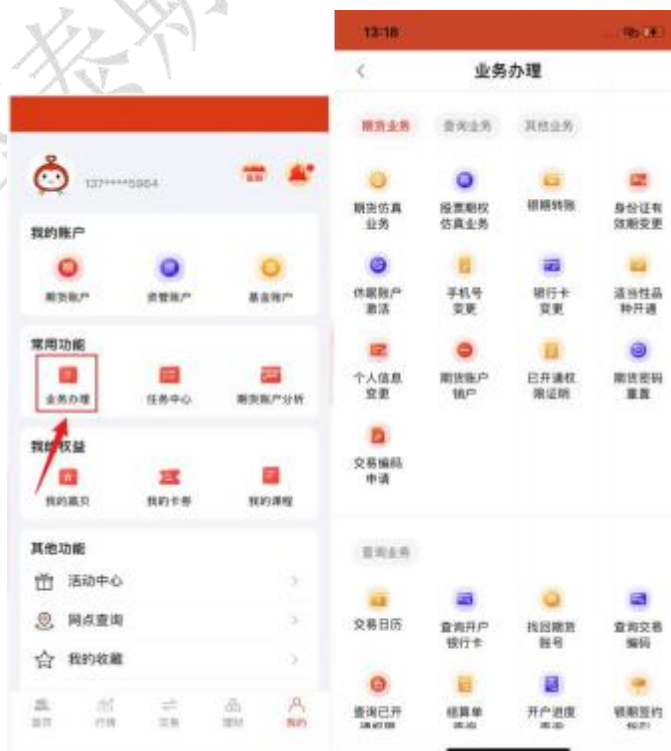 137****5964
我的账户
期货账户
资管账户
基金账户
常用功能
业务办理
任务中心
期货账户分析
我的权益
我的卡券
我的课程
其他功能
活动中心
网点查询
我的收藏
首页
行情
交易
理财
我的
13:18
业务办理
期货业务
查询业务
其他业务
期货仿真
业务
股票期权
仿真业务
银期转账
身份证有
效期变更
休眠账户
激活
手机号
变更
银行卡
变更
适当性品
种开通
个人信息
变更
期货账户
销户
已开通权
限证明
期货密码
重置
交易编码
申请
查询业务
交易日历
查询开户
银行卡
找回期货
账号
查询交易
编码
查询已开
通权限
结算单
查询
开户进度
查询
银期签约
指引